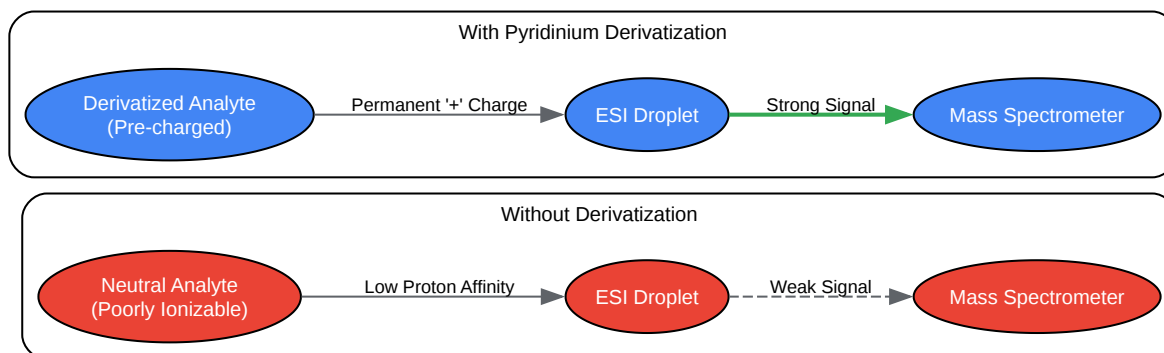 With Pyridinium Derivatization
Derivatized Analyte
(Pre-charged)
Permanent '+' Charge
ESI Droplet
Strong Signal
Mass Spectrometer
Without Derivatization
Neutral Analyte
(Poorly Ionizable)
Low Proton Affinity
ESI Droplet
Weak Signal
Mass Spectrometer